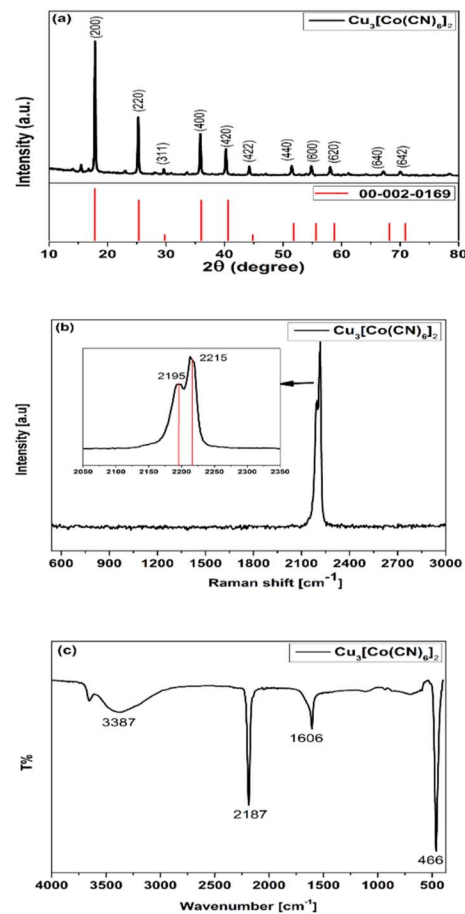 (a)
Cu₃[Co(CN)₆]₂
(200)
(220)
(311)
(400)
(420)
(422)
(440)
(600)
(620)
(640)
(642)
Intensity (a.u.)
00-002-0169
10 20 30 40 50 60 70 80
2θ (degree)
(b)
Cu₃[Co(CN)₆]₂
2195
2215
2050 2100 2150 2200 2250 2300 2350
Intensity [a.u]
600 900 1200 1500 1800 2100 2400 2700 3000
Raman shift [cm⁻¹]
(c)
Cu₃[Co(CN)₆]₂
3387
2187
1606
466
T%
4000 3500 3000 2500 2000 1500 1000 500
Wavenumber [cm⁻¹]